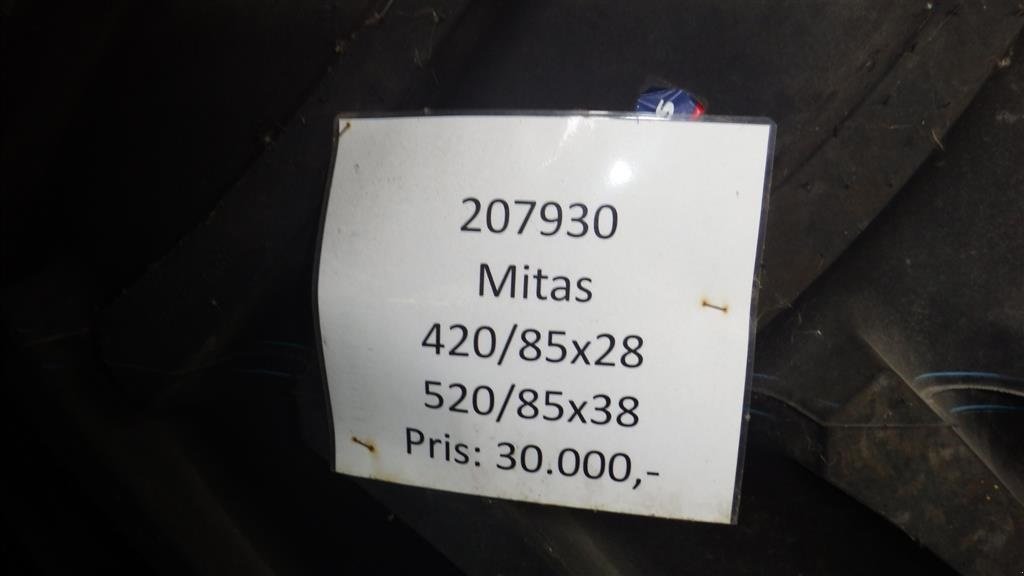 207930
Mitas
420/85x28
520/85x38
Pris: 30.000,-